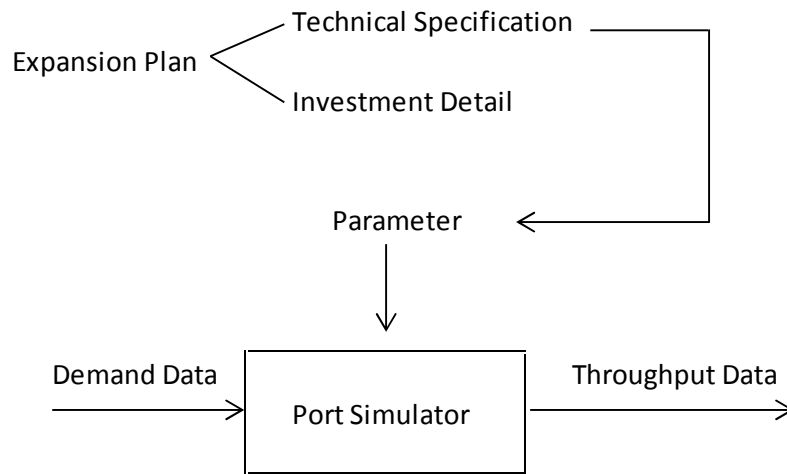 Technical Specification
Expansion Plan
Investment Detail
Parameter
Demand Data
Throughput Data
Port Simulator